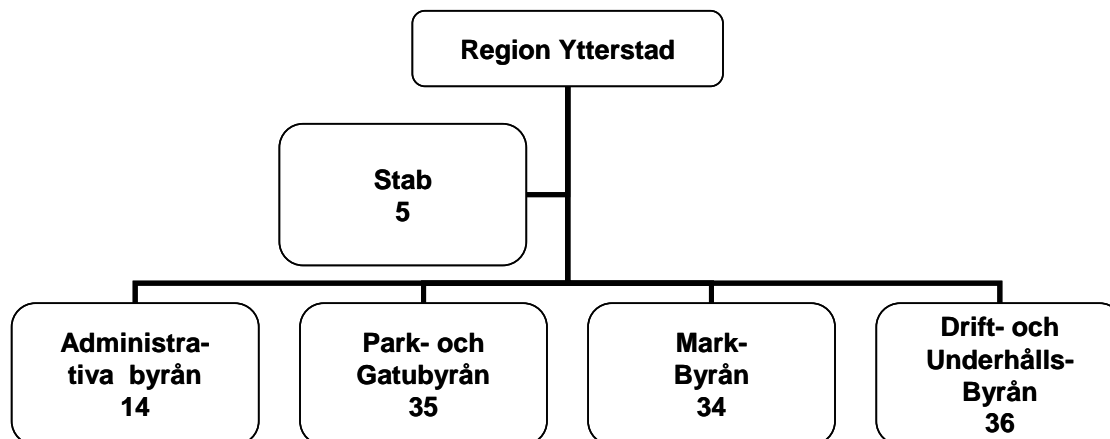 Region Ytterstad
Stab
5
Administra-
tiva byrån
14
Park- och
Gatubyrån
35
Mark-
Byrån
34
Drift- och
Underhålls-
Byrån
36